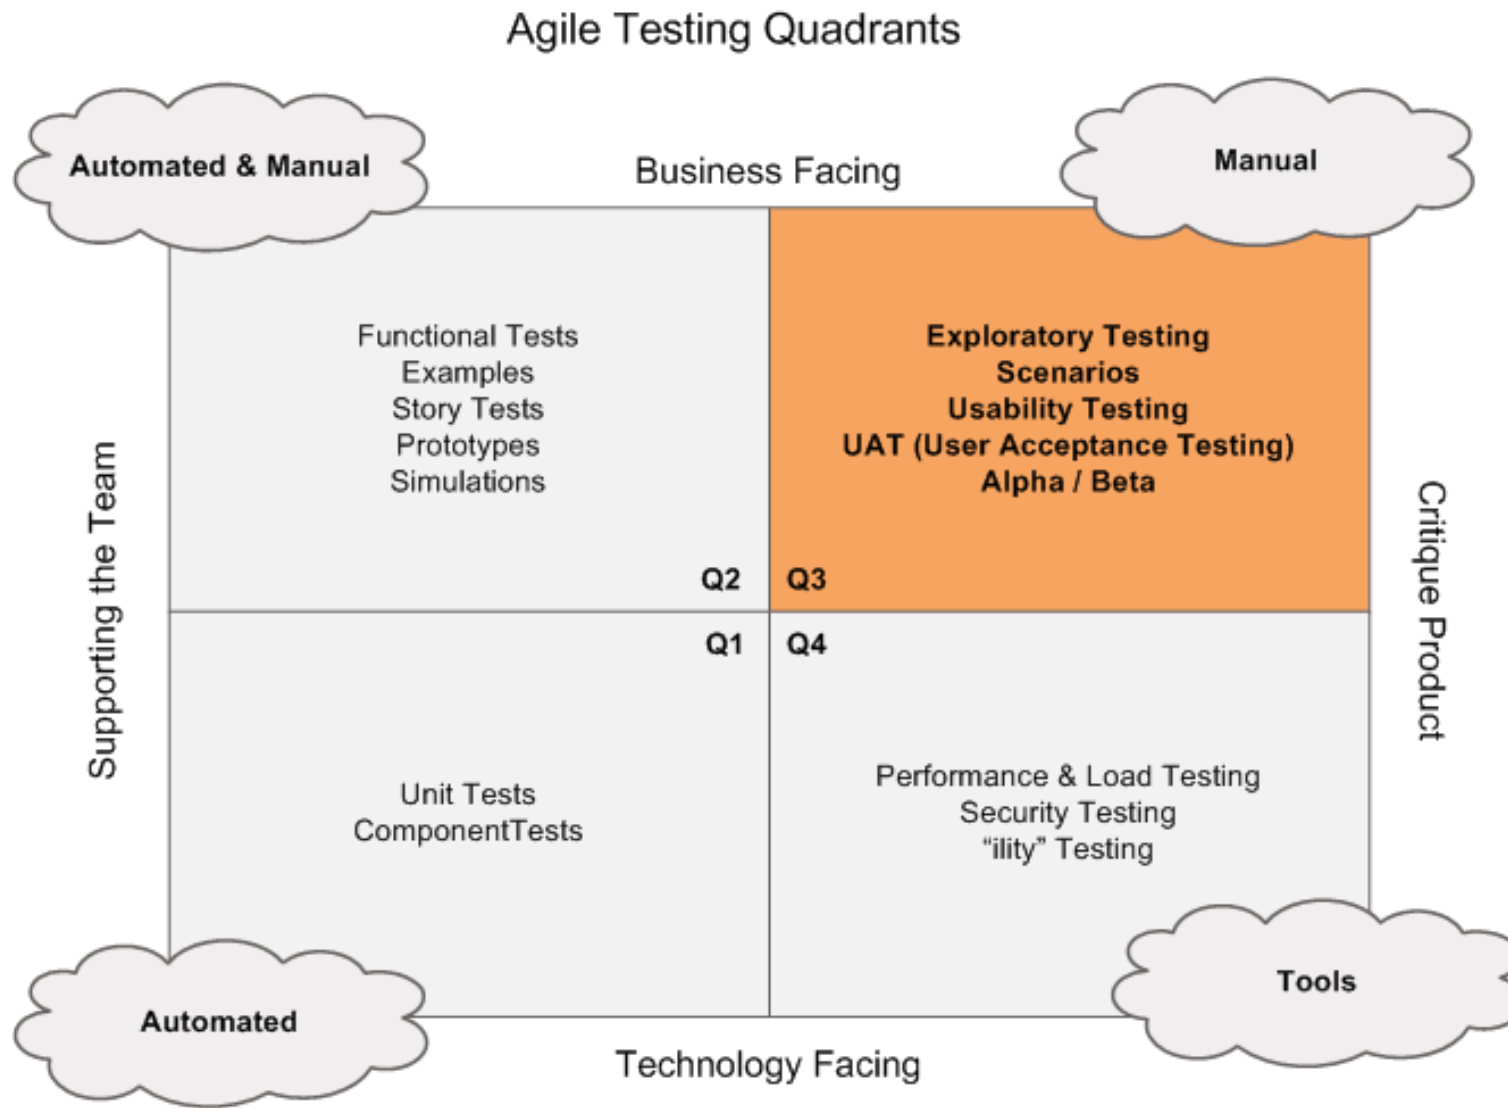 Agile Testing Quadrants
Automated & Manual
Business Facing
Manual
Functional Tests
Examples
Story Tests
Prototypes
Simulations
Q2
Exploratory Testing
Scenarios
Usability Testing
UAT (User Acceptance Testing)
Alpha / Beta
Q3
Supporting the Team
Critique Product
Q1
Unit Tests
ComponentTests
Q4
Performance & Load Testing
Security Testing
“ility” Testing
Automated
Tools
Technology Facing